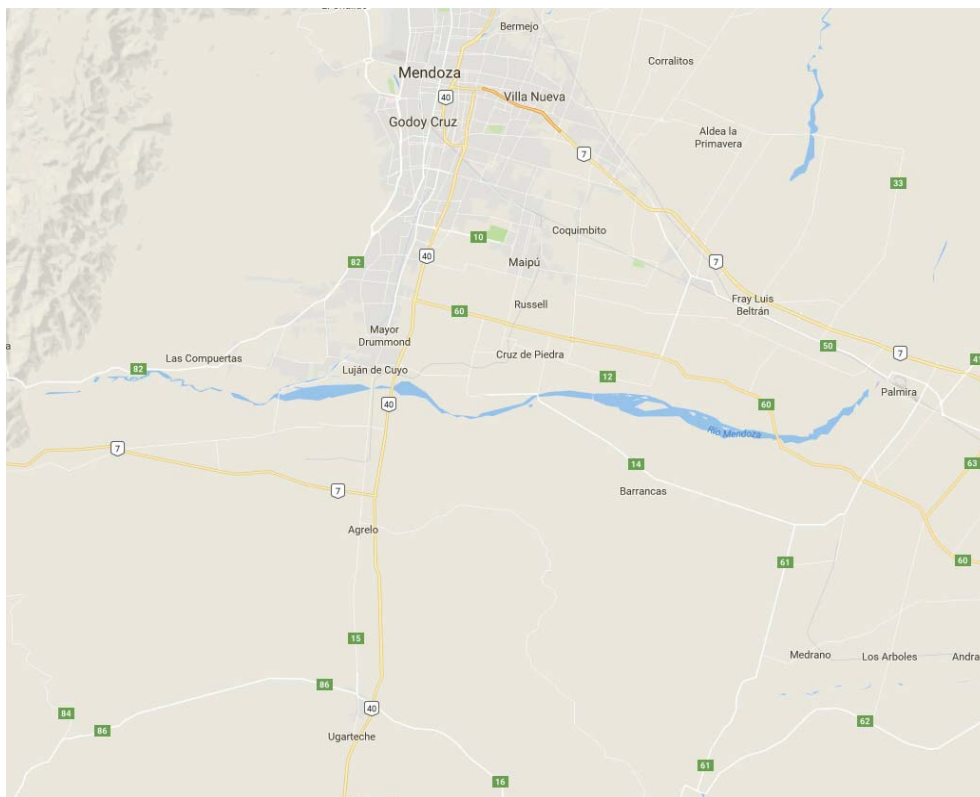 Bermejo
Corralitos
Mendoza
40
Villa Nueva
Godoy Cruz
Aldea la
Primavera
7
33
10
Coquimbito
40
82
Maipú
7
Russell
60
Fray Luis
Beltrán
Mayor
Drummond
50
Las Compuertas
Cruz de Piedra
7
41
82
Luján de Cuyo
12
Palmira
40
60
Río Mendoza
7
14
63
7
Barrancas
Agrelo
61
60
15
Medrano
Los Arboles
Andra
86
84
40
86
62
Ugarteche
61
16